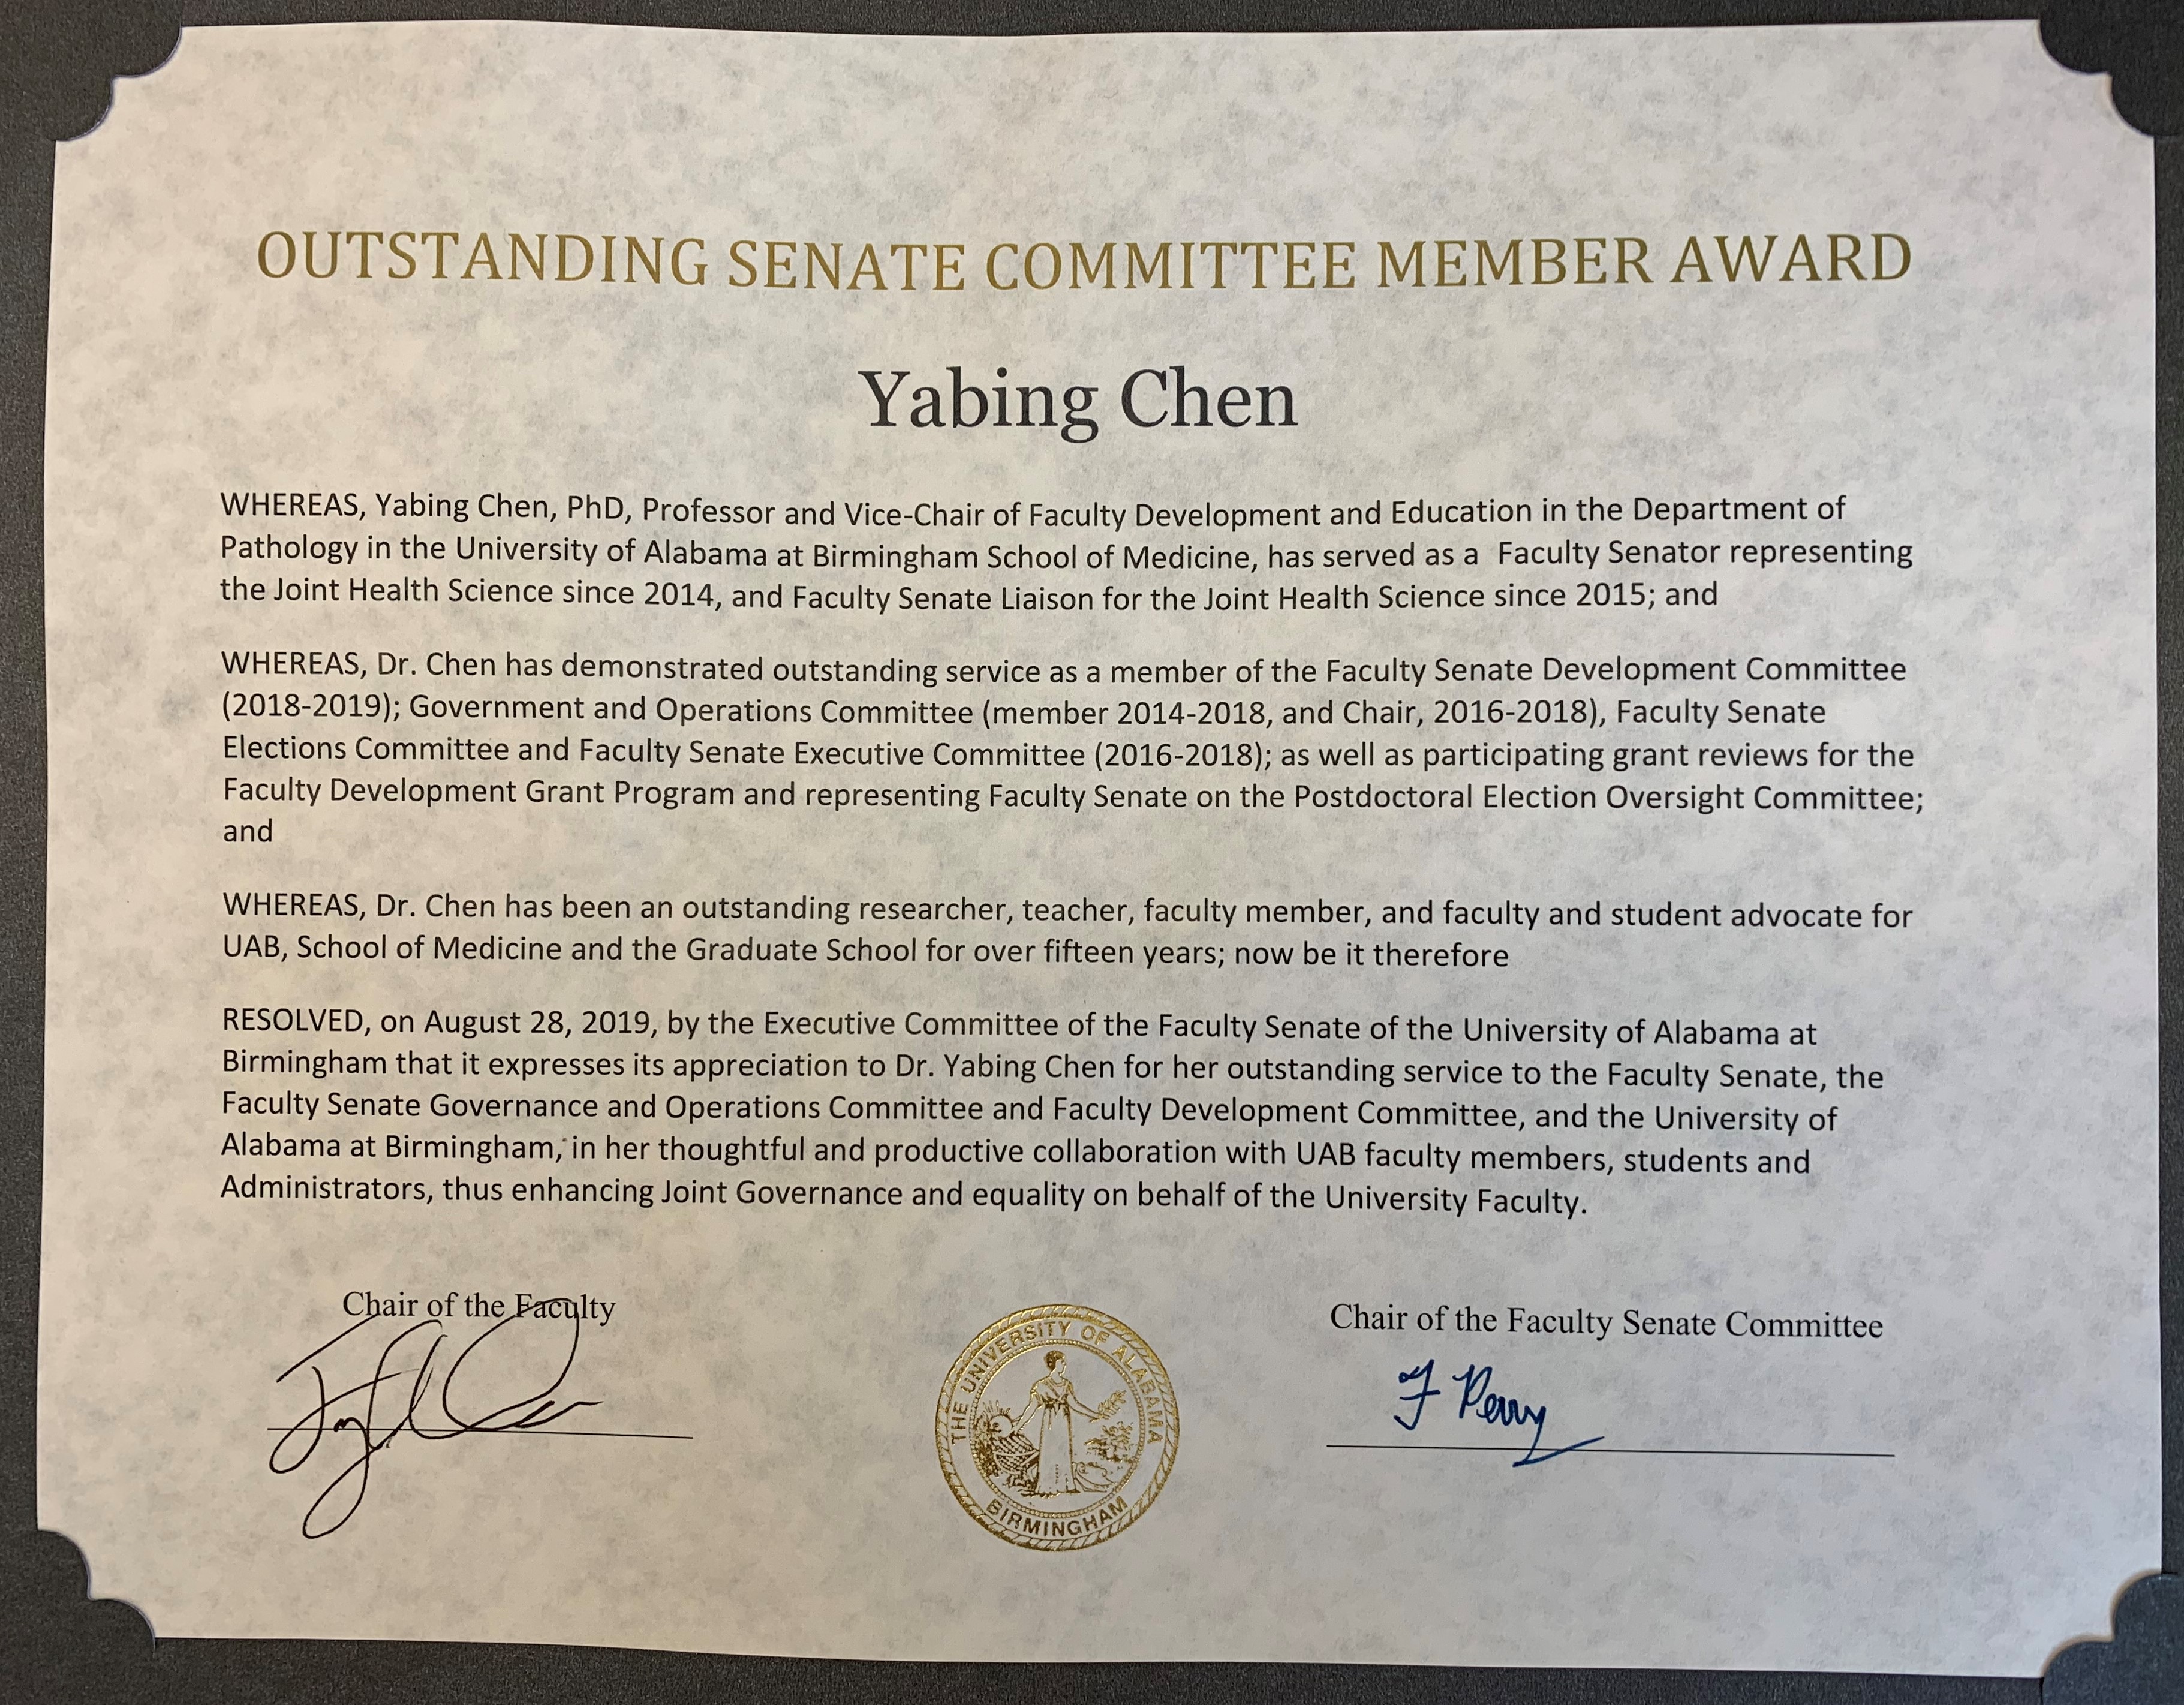 OUTSTANDING SENATE COMMITTEE MEMBER AWARD
Yabing Chen
WHEREAS, Yabing Chen, PhD, Professor and Vice-Chair of Faculty Development and Education in the Department of
Pathology in the University of Alabama at Birmingham School of Medicine, has served as a  Faculty Senator representing
the Joint Health Science since 2014, and Faculty Senate Liaison for the Joint Health Science since 2015; and
WHEREAS, Dr. Chen has demonstrated outstanding service as a member of the Faculty Senate Development Committee
(2018-2019); Government and Operations Committee (member 2014-2018, and Chair, 2016-2018), Faculty Senate
Elections Committee and Faculty Senate Executive Committee (2016-2018); as well as participating grant reviews for the
Faculty Development Grant Program and representing Faculty Senate on the Postdoctoral Election Oversight Committee;
and
WHEREAS, Dr. Chen has been an outstanding researcher, teacher, faculty member, and faculty and student advocate for
UAB, School of Medicine and the Graduate School for over fifteen years; now be it therefore
RESOLVED, on August 28, 2019, by the Executive Committee of the Faculty Senate of the University of Alabama at
Birmingham that it expresses its appreciation to Dr. Yabing Chen for her outstanding service to the Faculty Senate, the
Faculty Senate Governance and Operations Committee and Faculty Development Committee, and the University of
Alabama at Birmingham, in her thoughtful and productive collaboration with UAB faculty members, students and
Administrators, thus enhancing Joint Governance and equality on behalf of the University Faculty.
Chair of the Faculty
THE UNIVERSITY OF ALABAMA
BIRMINGHAM
Chair of the Faculty Senate Committee
F Perry